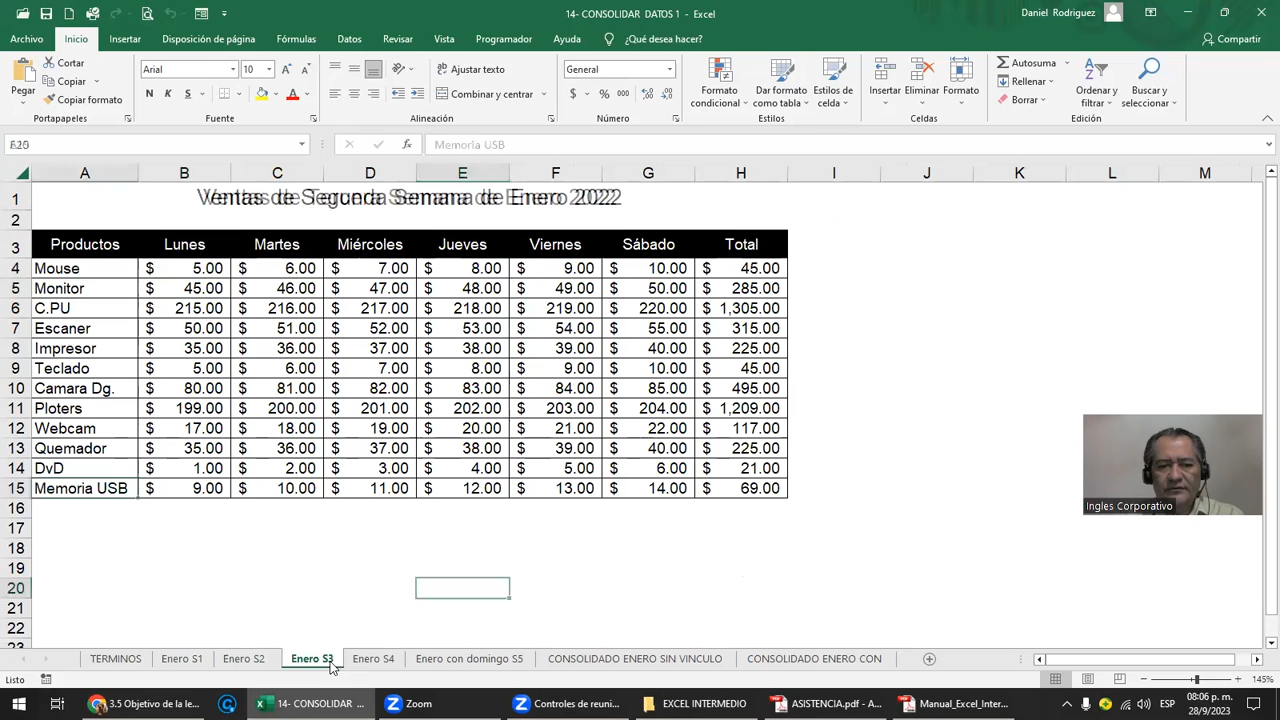 14- CONSOLIDAR DATOS 1 - Excel
Daniel Rodriguez
Archivo Inicio Insertar Disposición de página Fórmulas Datos Revisar Vista Programador Ayuda ¿Qué desea hacer? Compartir
Pegar
Cortar
Copiar
Copiar formato
Portapapeles
Arial 10
N K S
Fuente
Ajustar texto
Combinar y centrar
Alineación
General
$ % 000
Número
Formato condicional
Dar formato como tabla
Estilos de celda
Estilos
Insertar Eliminar Formato
Celdas
Autosuma
Rellenar
Borrar
Ordenar y filtrar
Buscar y seleccionar
Edición
fx Memoria USB
A B C D E F G H I J K L M
1 Ventas de Semana de Enero 2022
2
3 Productos Lunes Martes Miércoles Jueves Viernes Sábado Total
4 Mouse $ 5.00 $ 6.00 $ 7.00 $ 8.00 $ 9.00 $ 10.00 $ 45.00
5 Monitor $ 45.00 $ 46.00 $ 47.00 $ 48.00 $ 49.00 $ 50.00 $ 285.00
6 C.PU $ 215.00 $ 216.00 $ 217.00 $ 218.00 $ 219.00 $ 220.00 $ 1,305.00
7 Escaner $ 50.00 $ 51.00 $ 52.00 $ 53.00 $ 54.00 $ 55.00 $ 315.00
8 Impresor $ 35.00 $ 36.00 $ 37.00 $ 38.00 $ 39.00 $ 40.00 $ 225.00
9 Teclado $ 5.00 $ 6.00 $ 7.00 $ 8.00 $ 9.00 $ 10.00 $ 45.00
10 Camara Dg. $ 80.00 $ 81.00 $ 82.00 $ 83.00 $ 84.00 $ 85.00 $ 495.00
11 Ploters $ 199.00 $ 200.00 $ 201.00 $ 202.00 $ 203.00 $ 204.00 $ 1,209.00
12 Webcam $ 17.00 $ 18.00 $ 19.00 $ 20.00 $ 21.00 $ 22.00 $ 117.00
13 Quemador $ 35.00 $ 36.00 $ 37.00 $ 38.00 $ 39.00 $ 40.00 $ 225.00
14 DvD $ 1.00 $ 2.00 $ 3.00 $ 4.00 $ 5.00 $ 6.00 $ 21.00
15 Memoria USB $ 9.00 $ 10.00 $ 11.00 $ 12.00 $ 13.00 $ 14.00 $ 69.00
16
17
18
19
20
21
22
23
Ingles Corporativo
TERMINOS Enero S1 Enero S2 Enero S3 Enero S4 Enero con domingo S5 CONSOLIDADO ENERO SIN VINCULO CONSOLIDADO ENERO CON
Listo
145%
3.5 Objetivo de la le... 14- CONSOLIDAR ... Zoom Controles de reuni... EXCEL INTERMEDIO ASISTENCIA.pdf - A... Manual_Excel_Inter...
ESP
08:06 p. m.
28/9/2023